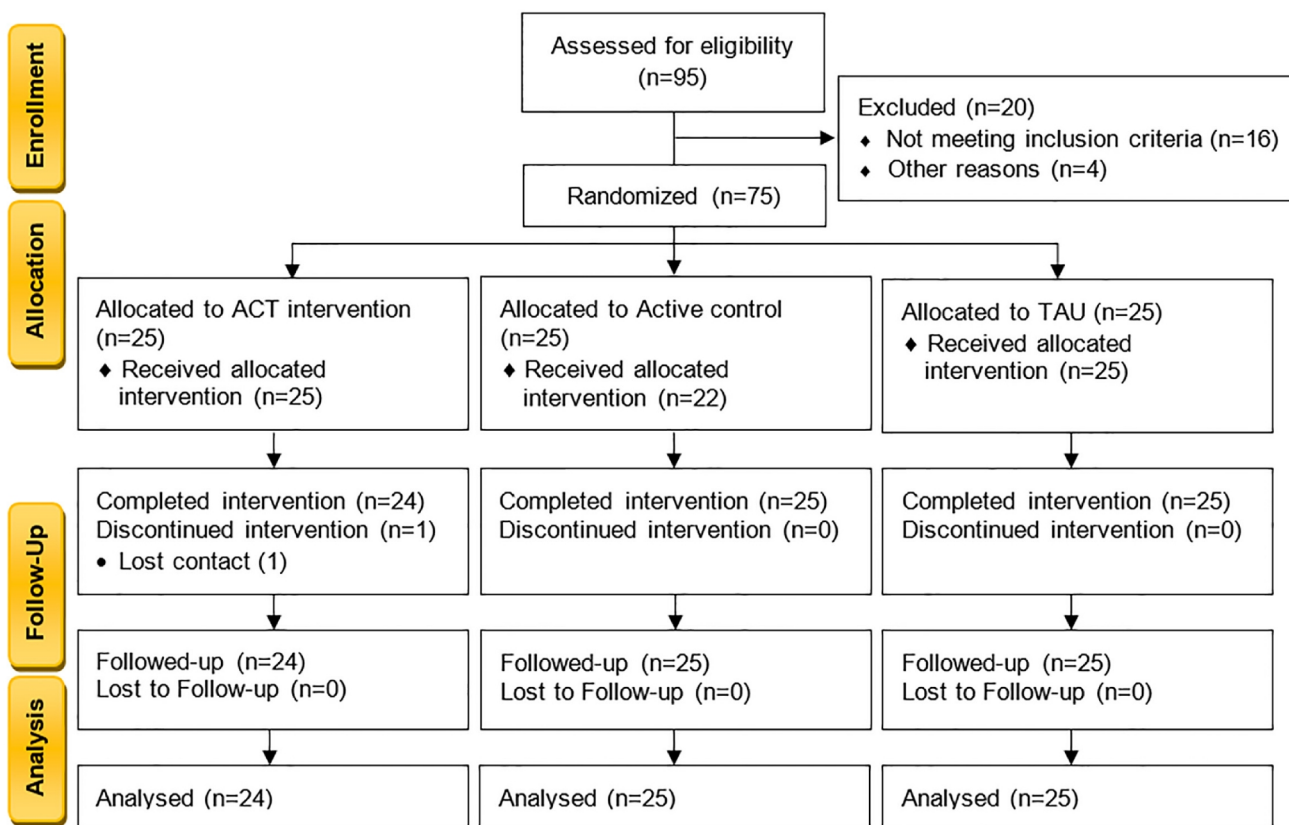 Enrollment
Assessed for eligibility
(n=95)
Excluded (n=20)
♦ Not meeting inclusion criteria (n=16)
♦ Other reasons (n=4)
Randomized (n=75)
Allocation
Allocated to ACT intervention
(n=25)
♦ Received allocated
intervention (n=25)
Allocated to Active control
(n=25)
♦ Received allocated
intervention (n=22)
Allocated to TAU (n=25)
♦ Received allocated
intervention (n=25)
Follow-Up
Completed intervention (n=24)
Discontinued intervention (n=1)
• Lost contact (1)
Completed intervention (n=25)
Discontinued intervention (n=0)
Completed intervention (n=25)
Discontinued intervention (n=0)
Followed-up (n=24)
Lost to Follow-up (n=0)
Followed-up (n=25)
Lost to Follow-up (n=0)
Followed-up (n=25)
Lost to Follow-up (n=0)
Analysis
Analysed (n=24)
Analysed (n=25)
Analysed (n=25)